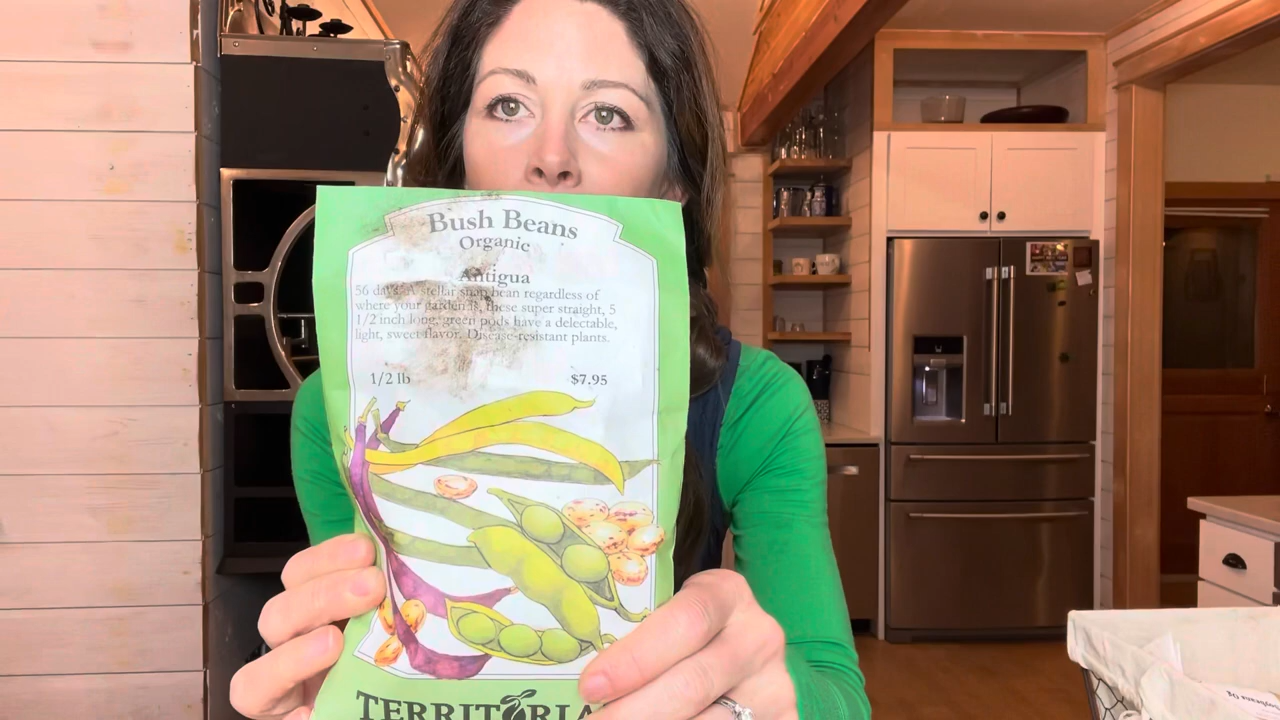 Bush Beans
Organic
Antigua
56 days. A stellar snap bean regardless of
where your garden is, these super straight, 5
1/2 inch long, green pods have a delectable,
light, sweet flavor. Disease-resistant plants.
1/2 lb $7.95
TERRITORIA